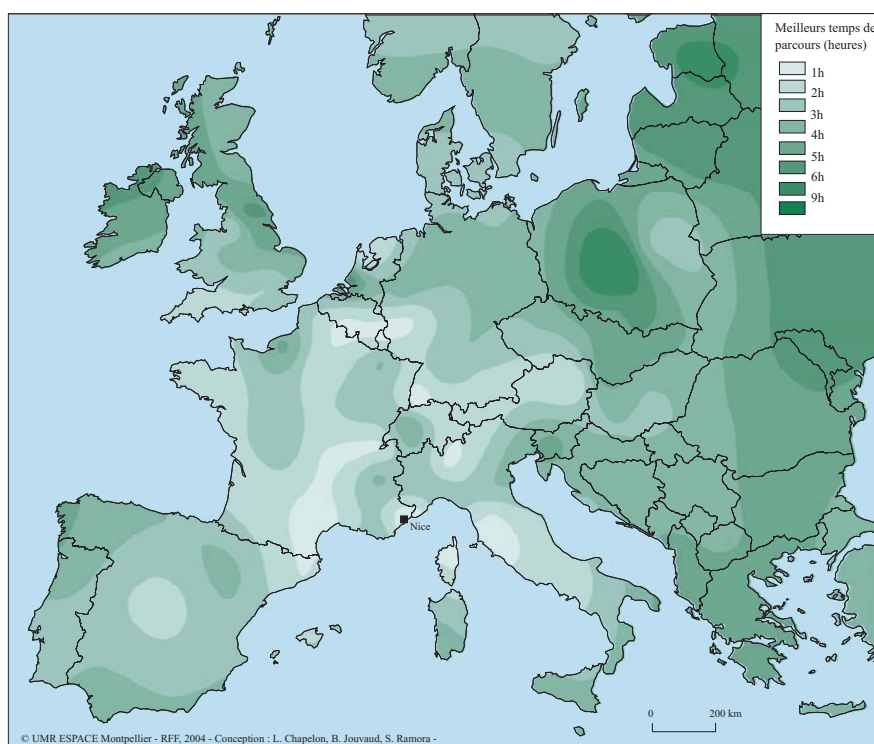 Meilleurs temps de
parcours (heures)
1h
2h
3h
4h
5h
6h
9h
Nice
0 200 km
© UMR ESPACE Montpellier - RFF, 2004 - Conception : L. Chapelon, B. Jouvaud, S. Ramora -